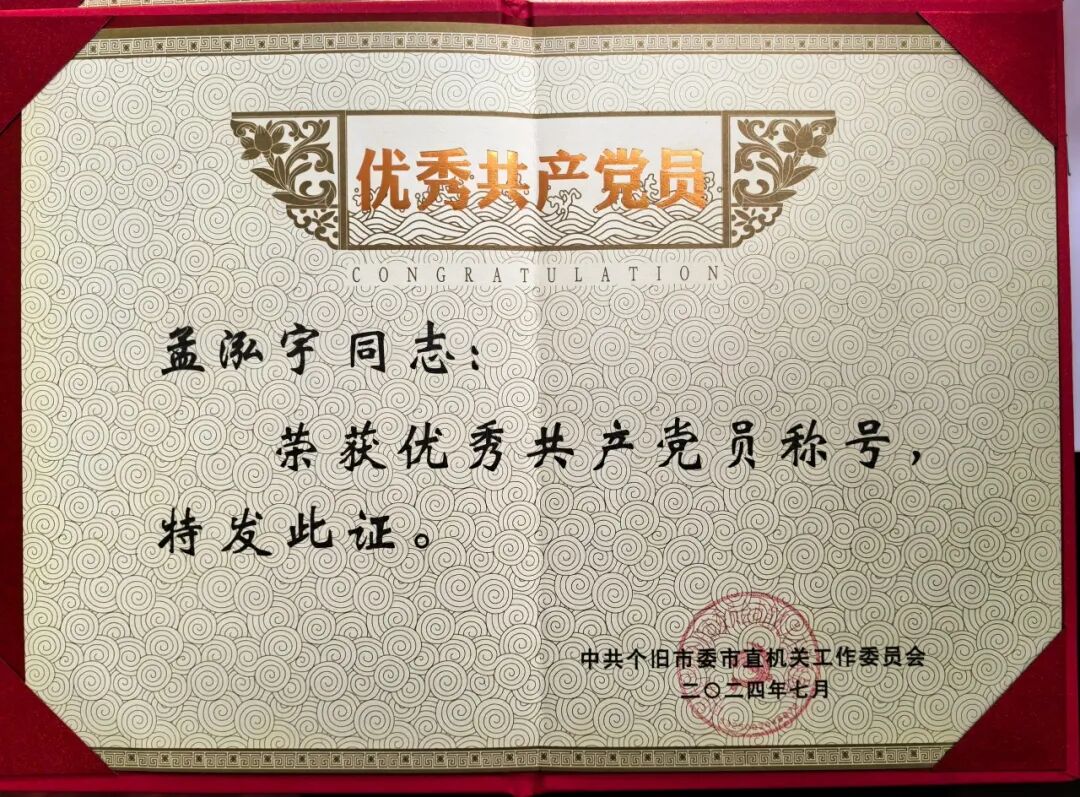 优秀共产党员
CONGRATULATION
孟泓宇同志：
荣获优秀共产党员称号，
特发此证。
中共个旧市委市直机关工作委员会
二〇二四年七月